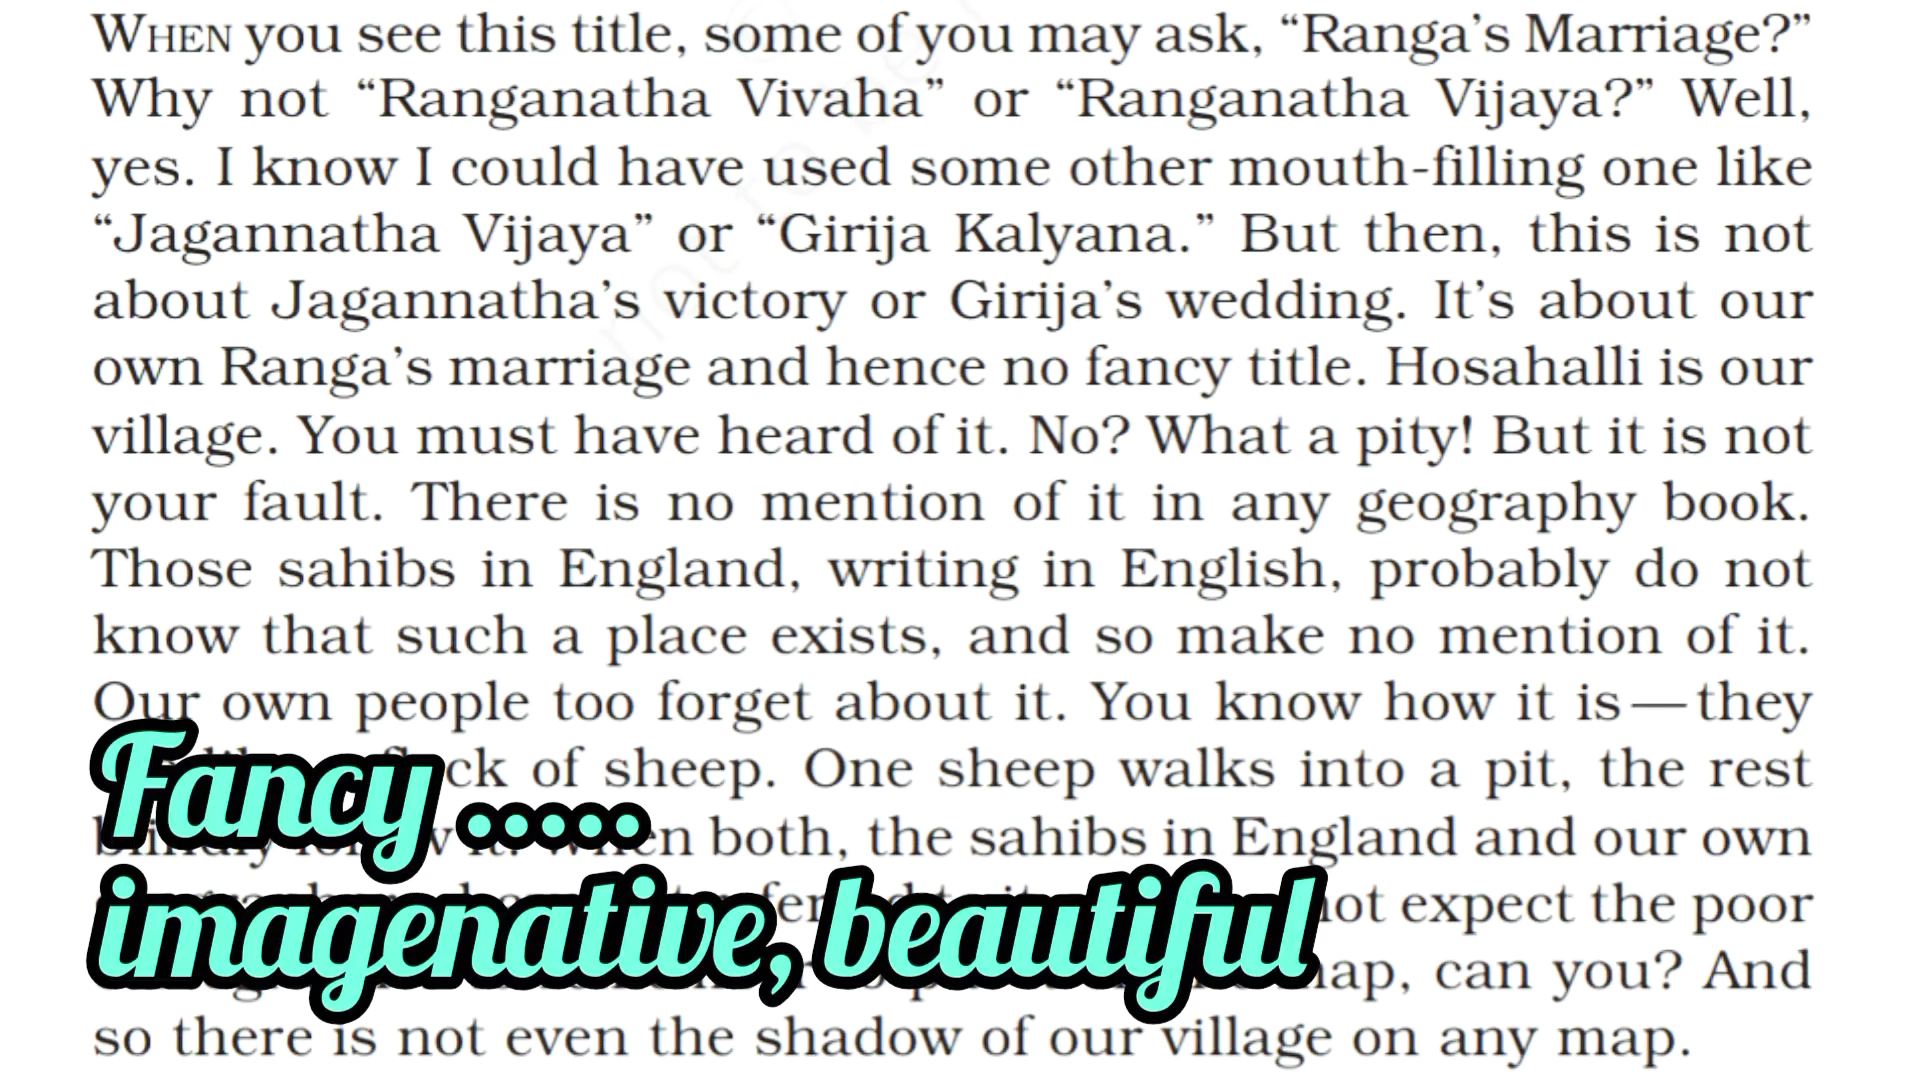 WHEN you see this title, some of you may ask, “Ranga’s Marriage?”
Why not “Ranganatha Vivaha” or “Ranganatha Vijaya?” Well,
yes. I know I could have used some other mouth-filling one like
“Jagannatha Vijaya” or “Girija Kalyana.” But then, this is not
about Jagannatha’s victory or Girija’s wedding. It’s about our
own Ranga’s marriage and hence no fancy title. Hosahalli is our
village. You must have heard of it. No? What a pity! But it is not
your fault. There is no mention of it in any geography book.
Those sahibs in England, writing in English, probably do not
know that such a place exists, and so make no mention of it.
Our own people too forget about it. You know how it is — they
of sheep. One sheep walks into a pit, the rest
both, the sahibs in England and our own
expect the poor
can you? And
so there is not even the shadow of our village on any map.
Fancy .....
imagenative, beautiful